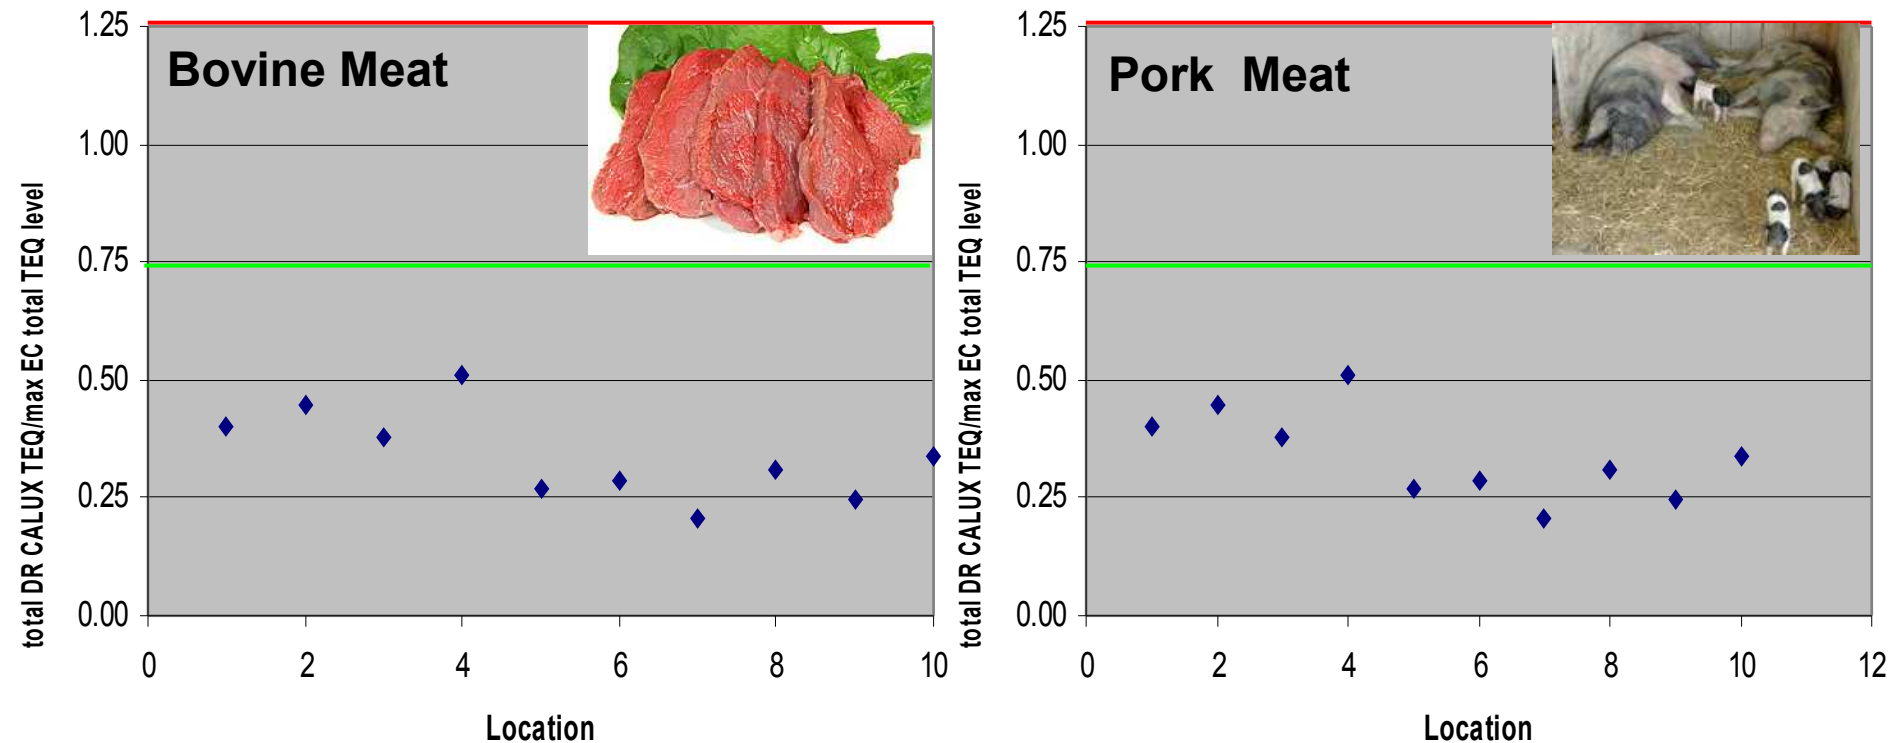 Bovine Meat
total DR CALUX TEQ/max EC total TEQ level
1.25
1.00
0.75
0.50
0.25
0.00
0 2 4 6 8 10
Location
Pork Meat
total DR CALUX TEQ/max EC total TEQ level
1.25
1.00
0.75
0.50
0.25
0.00
0 2 4 6 8 10 12
Location